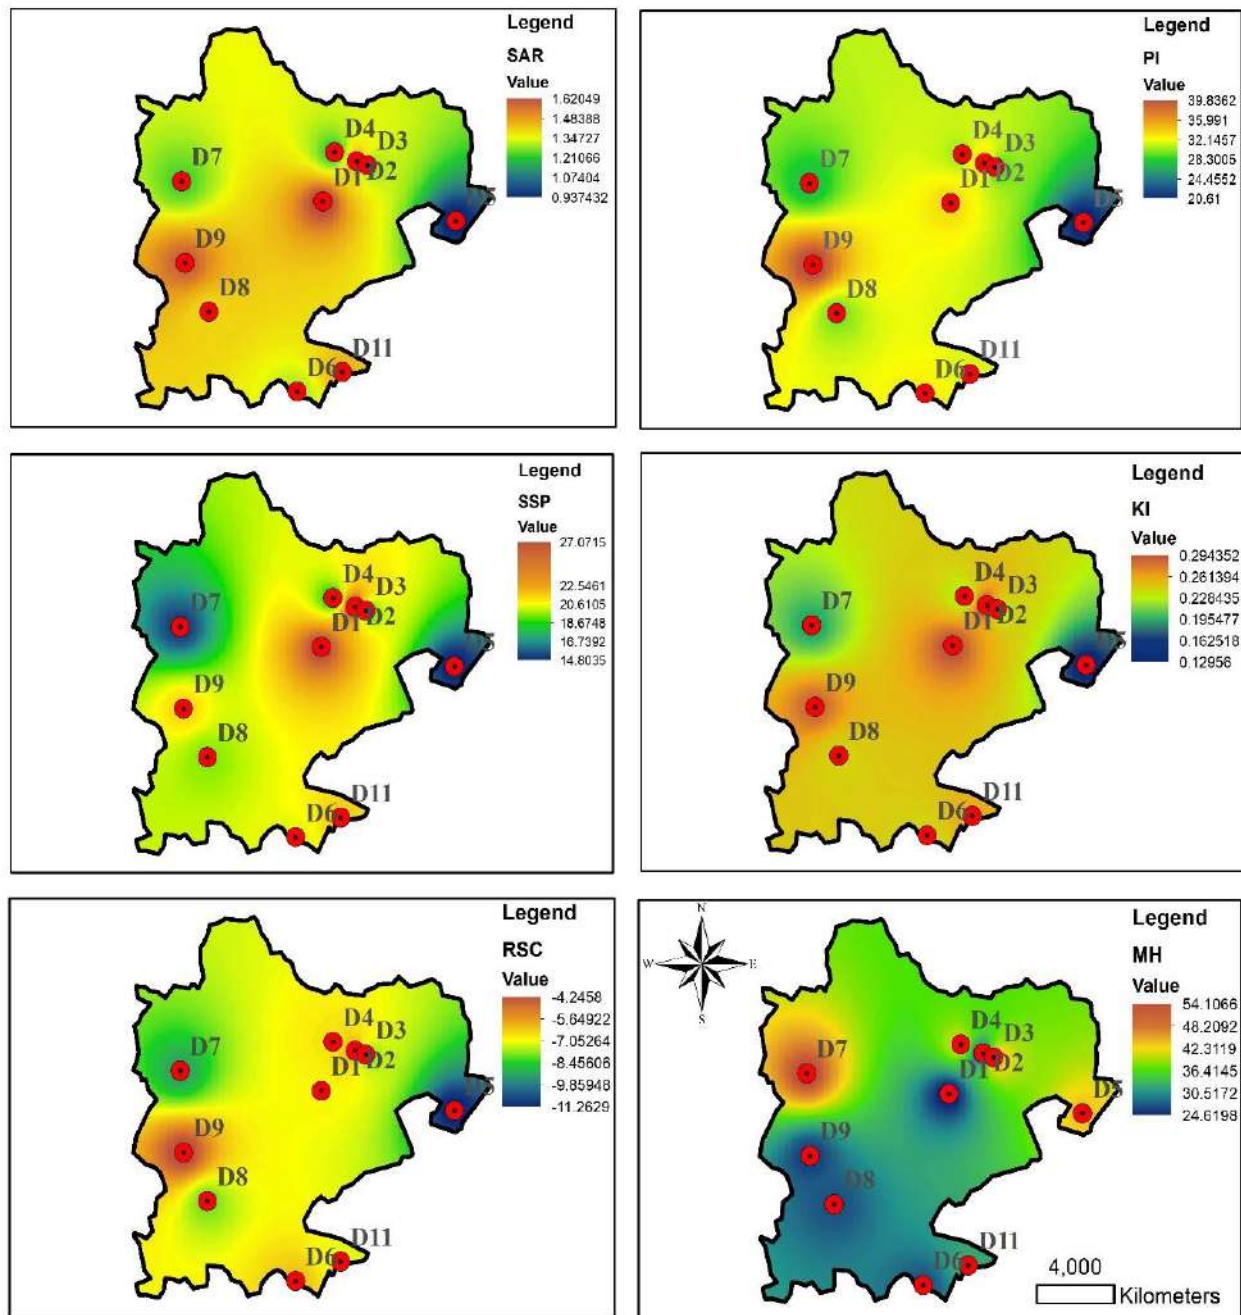 Legend
SAR
Value
1.62049
1.48388
1.34727
1.21066
1.07404
0.937432
D4
D3
D2
D1
D7
D5
D9
D8
D6
D11
Legend
PI
Value
39.8362
35.991
32.1457
28.3005
24.4552
20.61
D4
D3
D2
D1
D7
D5
D9
D8
D6
D11
Legend
SSP
Value
27.0715
22.5461
20.6105
18.6748
16.7392
14.8035
D4
D3
D2
D1
D7
D5
D9
D8
D6
D11
Legend
KI
Value
0.294352
0.261394
0.228435
0.195477
0.162518
0.12956
D4
D3
D2
D1
D7
D5
D9
D8
D6
D11
Legend
RSC
Value
-4.2458
-5.64922
-7.05264
-8.45606
-9.85948
-11.2629
D4
D3
D2
D1
D7
D5
D9
D8
D6
D11
N
W E
S
Legend
MH
Value
54.1066
48.2092
42.3119
36.4145
30.5172
24.6198
D4
D3
D2
D1
D7
D5
D9
D8
D6
D11
4,000
Kilometers